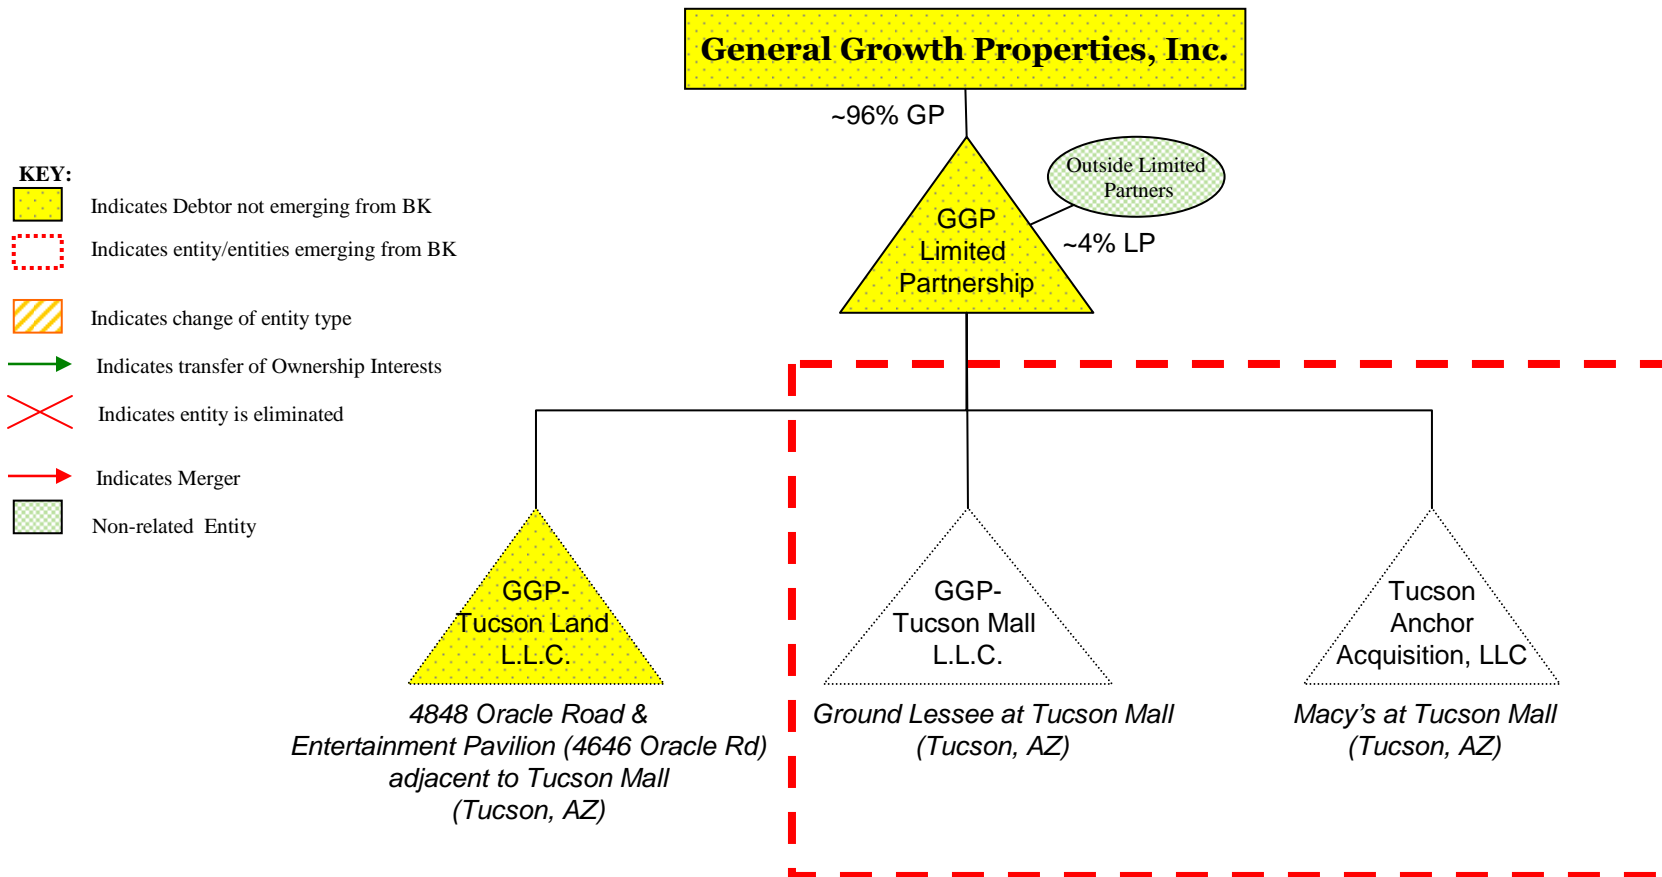 General Growth Properties, Inc.
~96% GP
Outside Limited
Partners
~4% LP
GGP
Limited
Partnership
KEY:
Indicates Debtor not emerging from BK
Indicates entity/entities emerging from BK
Indicates change of entity type
Indicates transfer of Ownership Interests
Indicates entity is eliminated
Indicates Merger
Non-related Entity
GGP-
Tucson Land
L.L.C.
4848 Oracle Road &
Entertainment Pavilion (4646 Oracle Rd)
adjacent to Tucson Mall
(Tucson, AZ)
GGP-
Tucson Mall
L.L.C.
Ground Lessee at Tucson Mall
(Tucson, AZ)
Tucson
Anchor
Acquisition, LLC
Macy's at Tucson Mall
(Tucson, AZ)